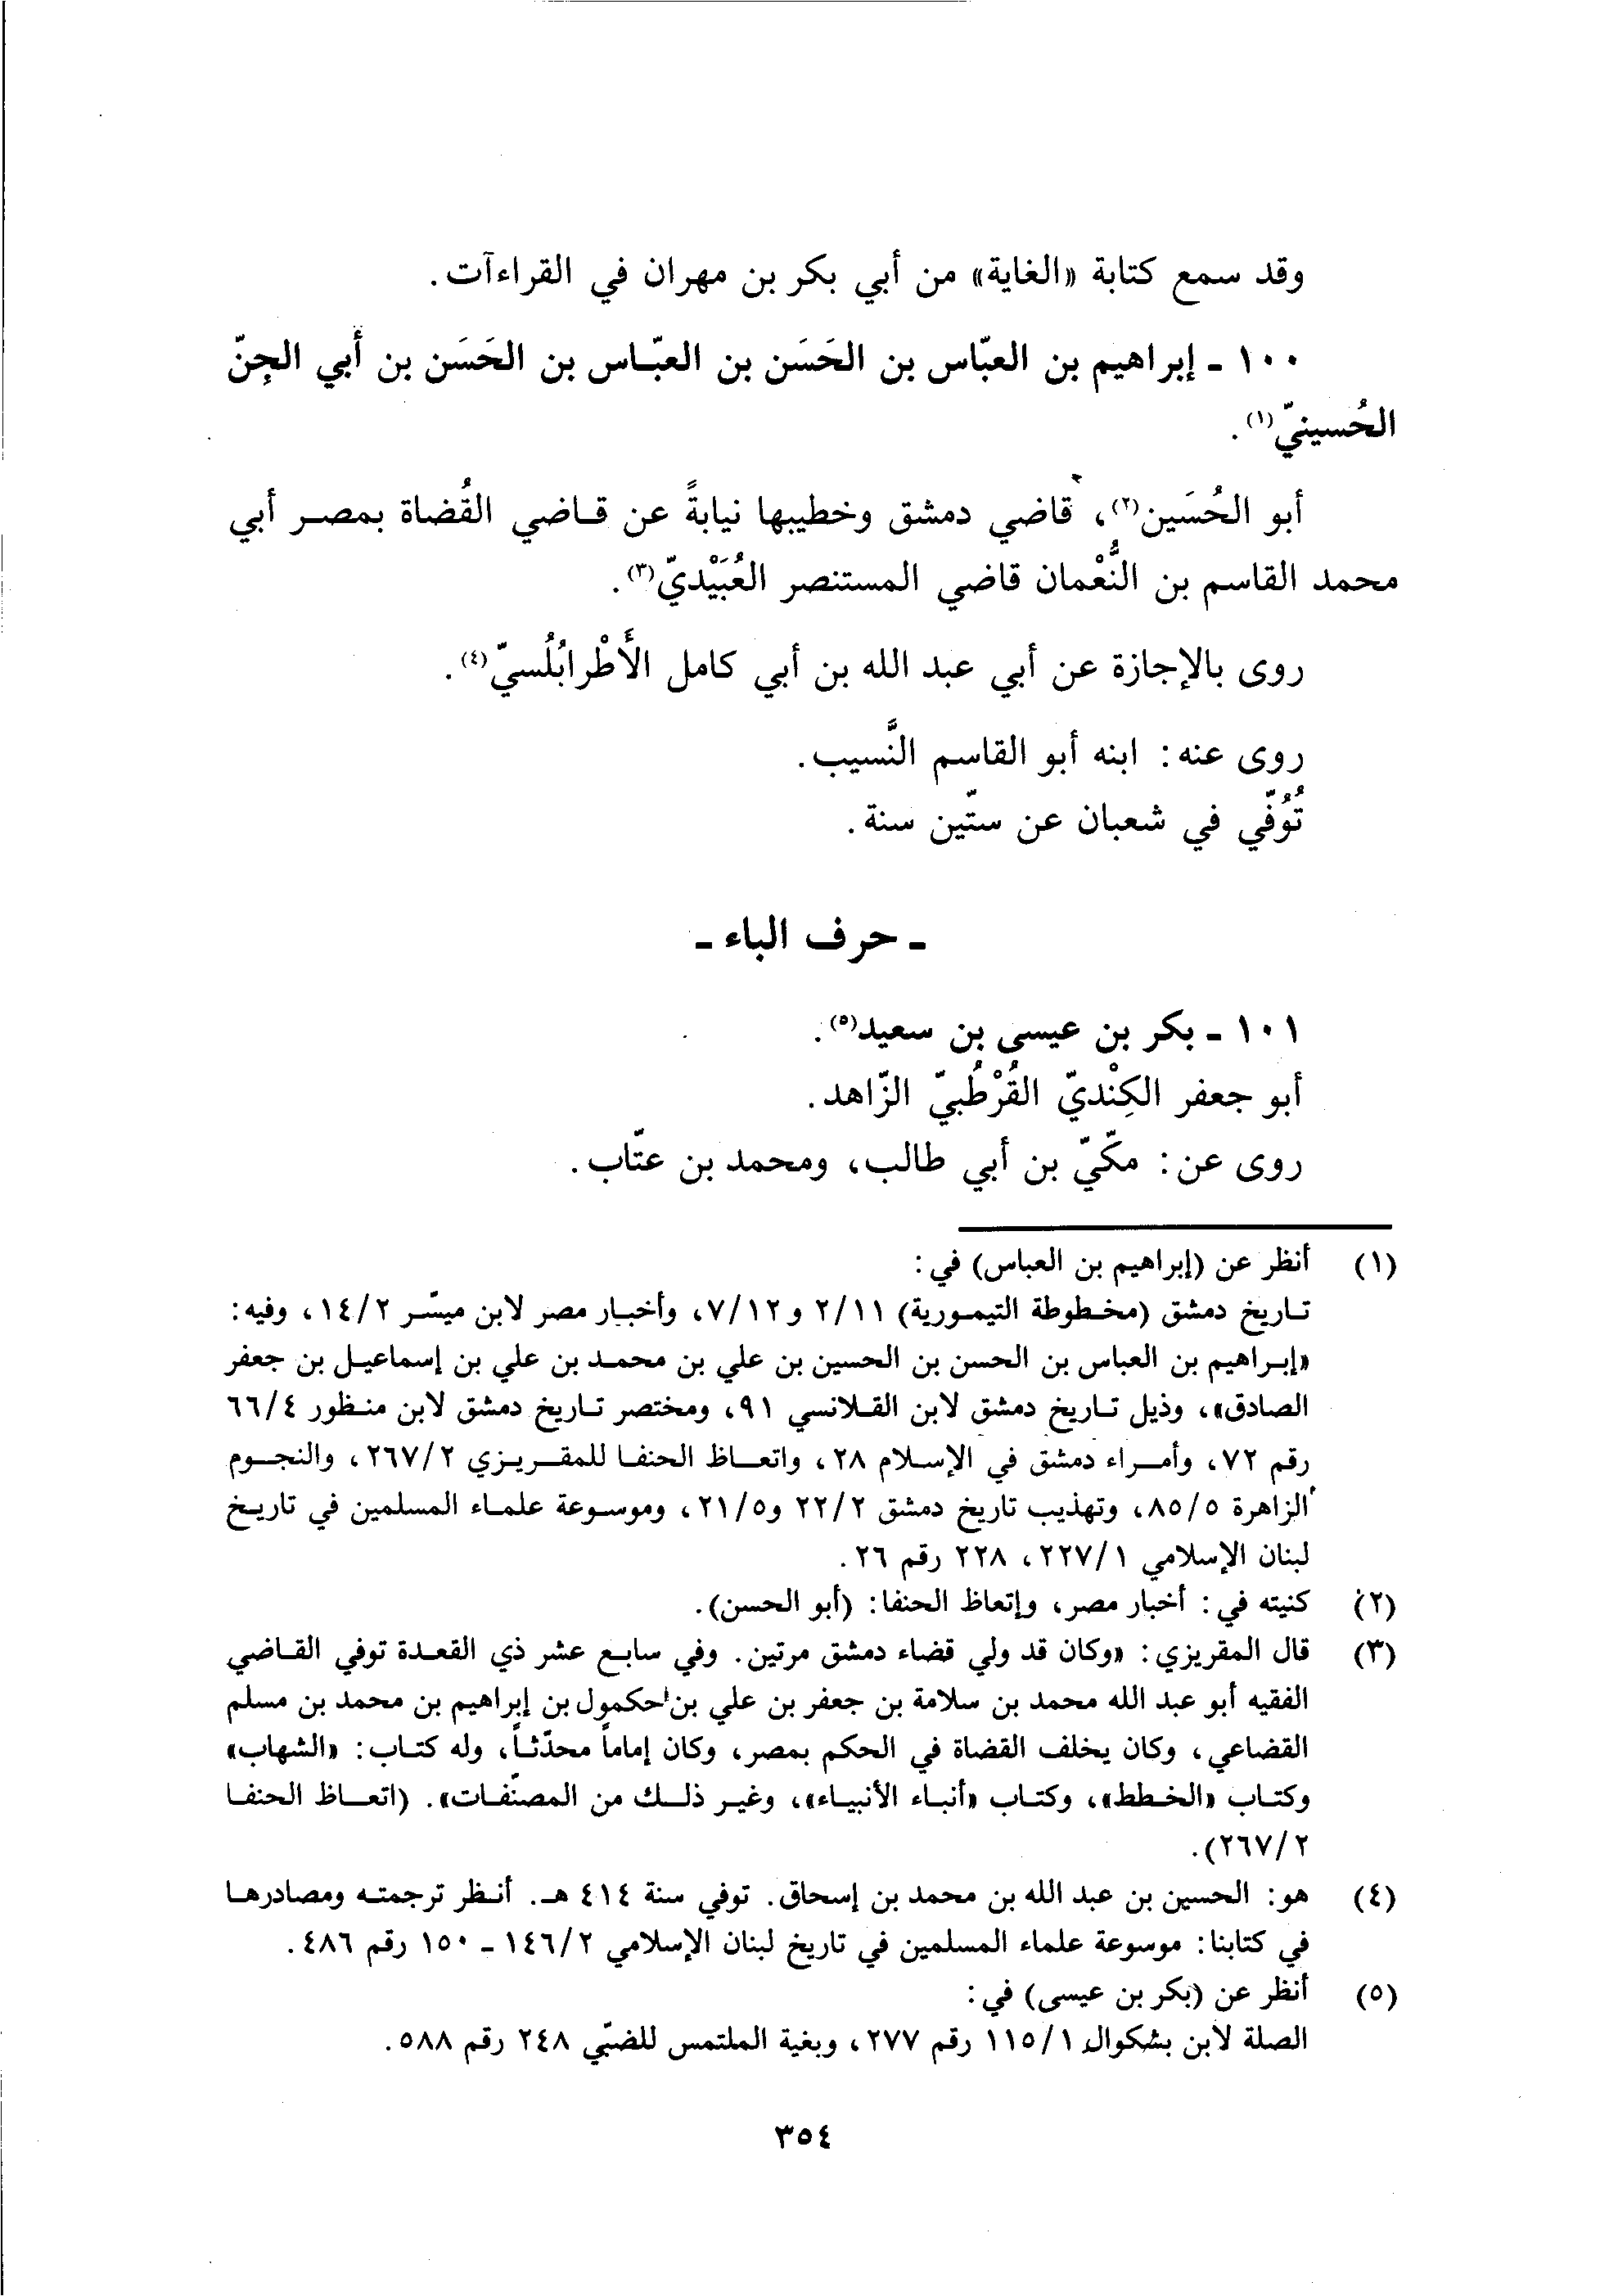 وقد سمع كتابة «الغاية» من أبي بكر بن مهران في القراءآت.
١٠٠ - إبراهيم بن العبّاس بن الحَسَن بن العبّاس بن الحَسَن بن أبي الجِنّ
الحُسينيّ(١).
أبو الحُسَين(٢)، قاضي دمشق وخطيبها نيابةً عن قاضي القُضاة بمصر أبي
محمد القاسم بن النُّعْمان قاضي المستنصر العُبَيْديّ(٣).
روى بالإجازة عن أبي عبد الله بن أبي كامل الأَطْرابُلُسيّ(٤).
روى عنه: ابنه أبو القاسم النَّسيب.
تُوُفّي في شعبان عن ستّين سنة.
- حرف الباء -
١٠١ - بكر بن عيسى بن سعيد(٥).
أبو جعفر الكِنْديّ القُرْطُبيّ الزّاهد.
روى عن: مكّيّ بن أبي طالب، ومحمد بن عتّاب.
(١) أنظر عن (إبراهيم بن العباس) في:
تاريخ دمشق (مخطوطة التيمورية) ٢/١١ و٧/١٢، وأخبار مصر لابن ميسّر ١٤/٢، وفيه:
«إبراهيم بن العباس بن الحسن بن الحسين بن علي بن محمد بن علي بن إسماعيل بن جعفر
الصادق»، وذيل تاريخ دمشق لابن القلانسي ٩١، ومختصر تاريخ دمشق لابن منظور ٦٦/٤
رقم ٧٢، وأمراء دمشق في الإسلام ٢٨، واتعاظ الحنفا للمقريزي ٢٦٧/٢، والنجوم
الزاهرة ٨٥/٥، وتهذيب تاريخ دمشق ٢٢/٢ و٢١/٥، وموسوعة علماء المسلمين في تاريخ
لبنان الإسلامي ٢٢٧/١، ٢٢٨ رقم ٢٦.
(٢) كنيته في: أخبار مصر، وإتعاظ الحنفا: (أبو الحسن).
(٣) قال المقريزي: «وكان قد ولي قضاء دمشق مرتين. وفي سابع عشر ذي القعدة توفي القاضي
الفقيه أبو عبد الله محمد بن سلامة بن جعفر بن علي بن احكمول بن إبراهيم بن محمد بن مسلم
القضاعي، وكان يخلف القضاة في الحكم بمصر، وكان إماماً محدّثاً، وله كتاب: «الشهاب»
وكتاب «الخطط»، وكتاب «أنباء الأنبياء»، وغير ذلك من المصنّفات». (اتعاظ الحنفا
٢٦٧/٢).
(٤) هو: الحسين بن عبد الله بن محمد بن إسحاق. توفي سنة ٤١٤ هـ. أنظر ترجمته ومصادرها
في كتابنا: موسوعة علماء المسلمين في تاريخ لبنان الإسلامي ١٤٦/٢ - ١٥٠ رقم ٤٨٦.
(٥) أنظر عن (بكر بن عيسى) في:
الصلة لابن بشكوال ١١٥/١ رقم ٢٧٧، وبغية الملتمس للضبّي ٢٤٨ رقم ٥٨٨.
٣٥٤